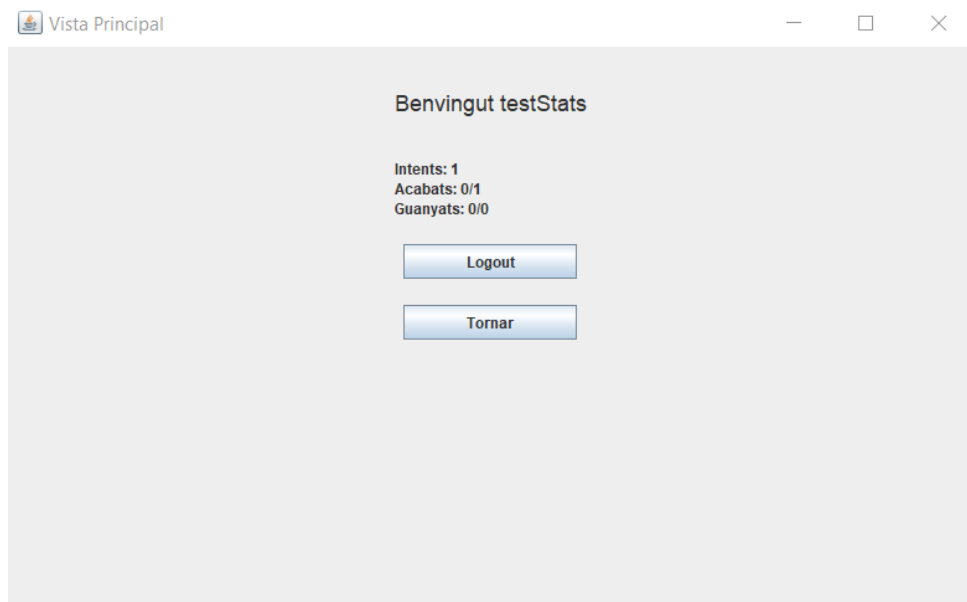 Vista Principal
Benvingut testStats
Intents: 1
Acabats: 0/1
Guanyats: 0/0
Logout
Tornar